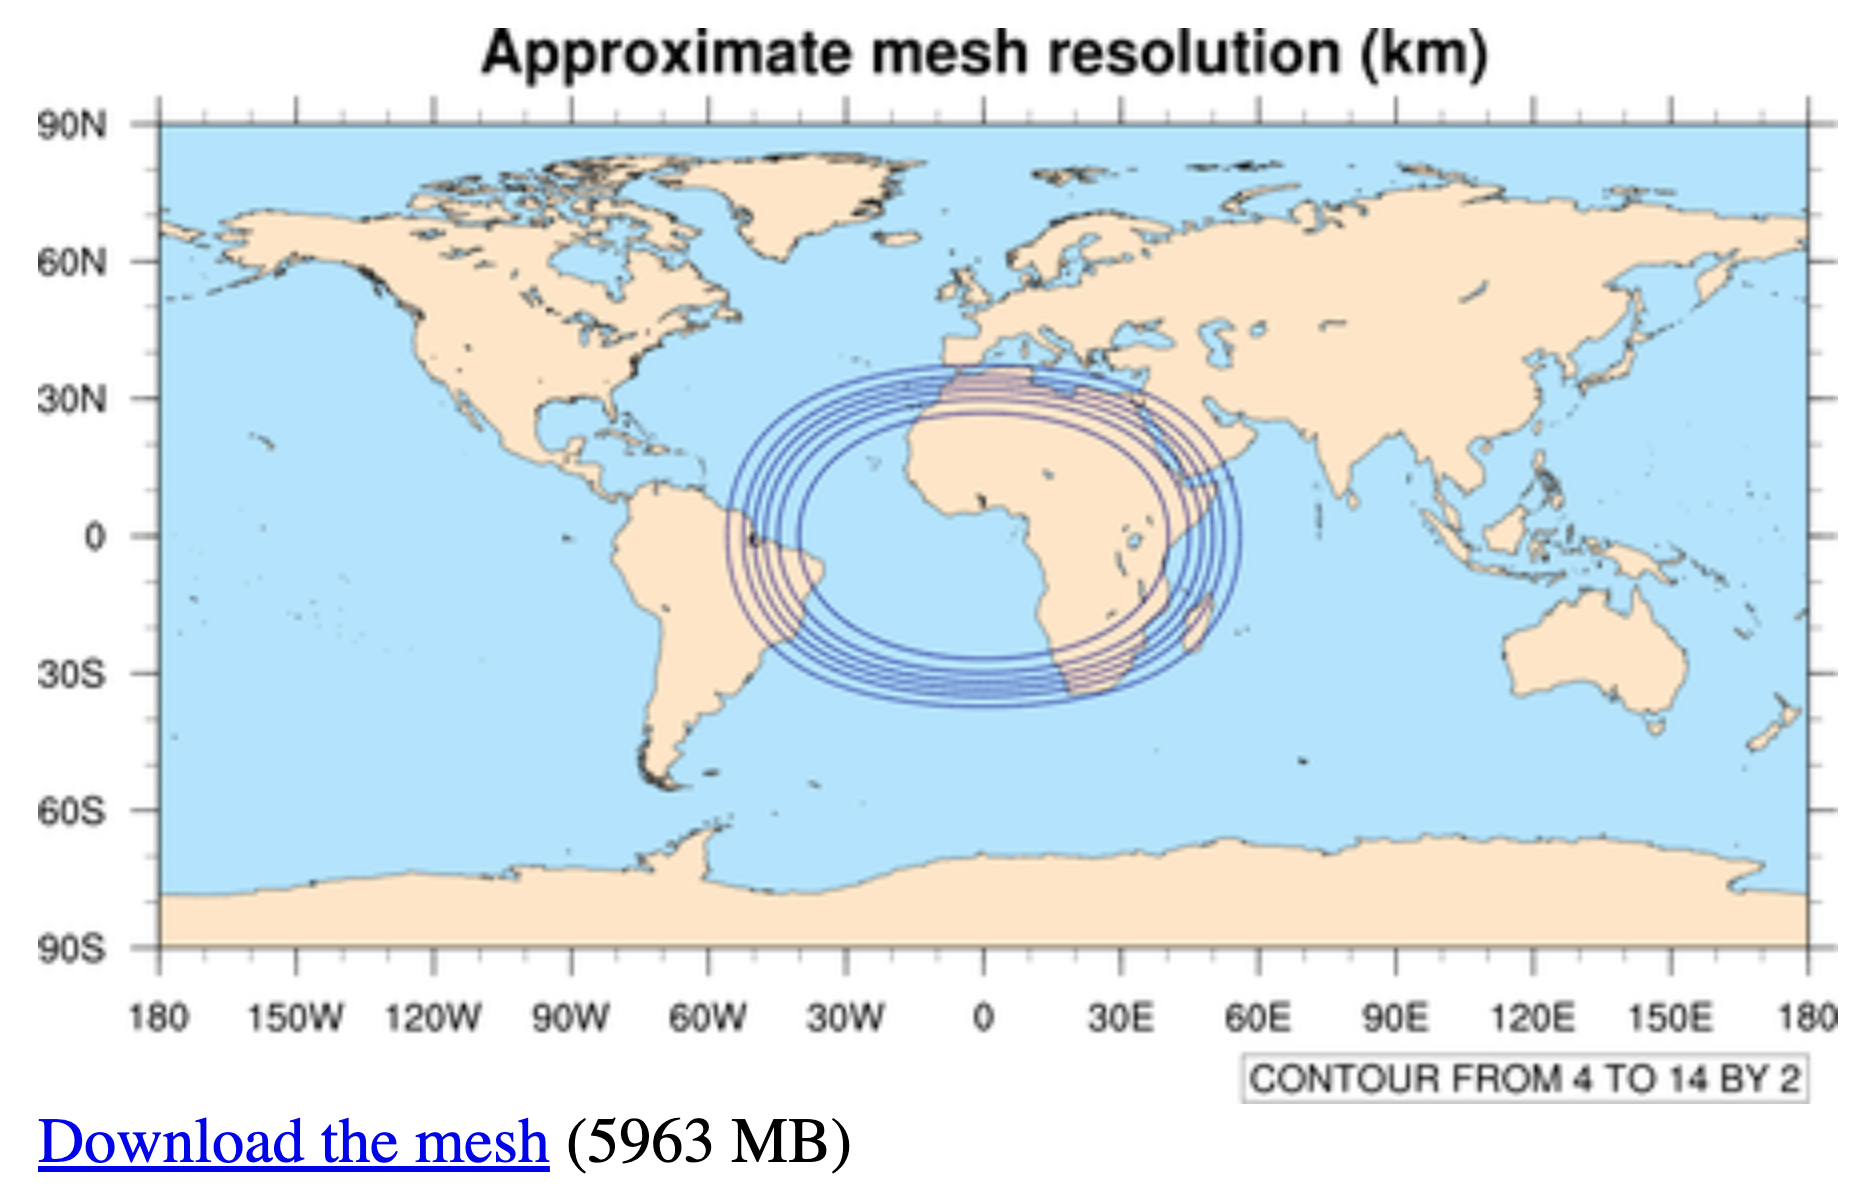 Approximate mesh resolution (km)
90N
60N
30N
0
30S
60S
90S
180 150W 120W 90W 60W 30W 0 30E 60E 90E 120E 150E 180
CONTOUR FROM 4 TO 14 BY 2
Download the mesh (5963 MB)